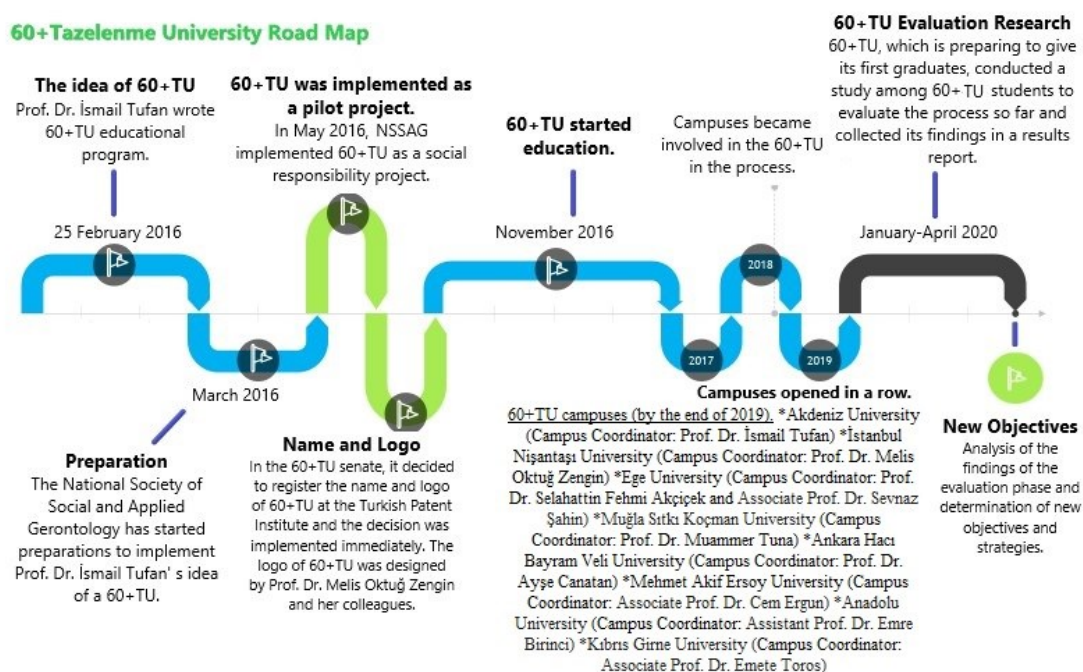 60+Tazelenme University Road Map
The idea of 60+TU
Prof. Dr. İsmail Tufan wrote
60+TU educational
program.
25 February 2016
March 2016
Preparation
The National Society of
Social and Applied
Gerontology has started
preparations to implement
Prof. Dr. İsmail Tufan' s idea
of a 60+TU.
60+TU was implemented as
a pilot project.
In May 2016, NSSAG
implemented 60+TU as a social
responsibility project.
Name and Logo
In the 60+TU senate, it decided
to register the name and logo
of 60+TU at the Turkish Patent
Institute and the decision was
implemented immediately. The
logo of 60+TU was designed
by Prof. Dr. Melis Oktuğ Zengin
and her colleagues.
60+TU started
education.
November 2016
2017
Campuses became
involved in the 60+TU
in the process.
2018
2019
Campuses opened in a row.
60+TU campuses (by the end of 2019). *Akdeniz University
(Campus Coordinator: Prof. Dr. İsmail Tufan) *İstanbul
Nişantaşı University (Campus Coordinator: Prof. Dr. Melis
Oktuğ Zengin) *Ege University (Campus Coordinator: Prof.
Dr. Selahattin Fehmi Akçiçek and Associate Prof. Dr. Sevnaz
Şahin) *Muğla Sıtkı Koçman University (Campus
Coordinator: Prof. Dr. Muammer Tuna) *Ankara Hacı
Bayram Veli University (Campus Coordinator: Prof. Dr.
Ayşe Canatan) *Mehmet Akif Ersoy University (Campus
Coordinator: Associate Prof. Dr. Cem Ergun) *Anadolu
University (Campus Coordinator: Assistant Prof. Dr. Emre
Birinci) *Kıbrıs Girne University (Campus Coordinator:
Associate Prof. Dr. Emete Toros)
60+TU Evaluation Research
60+TU, which is preparing to give
its first graduates, conducted a
study among 60+TU students to
evaluate the process so far and
collected its findings in a results
report.
January-April 2020
New Objectives
Analysis of the
findings of the
evaluation phase and
determination of new
objectives and
strategies.